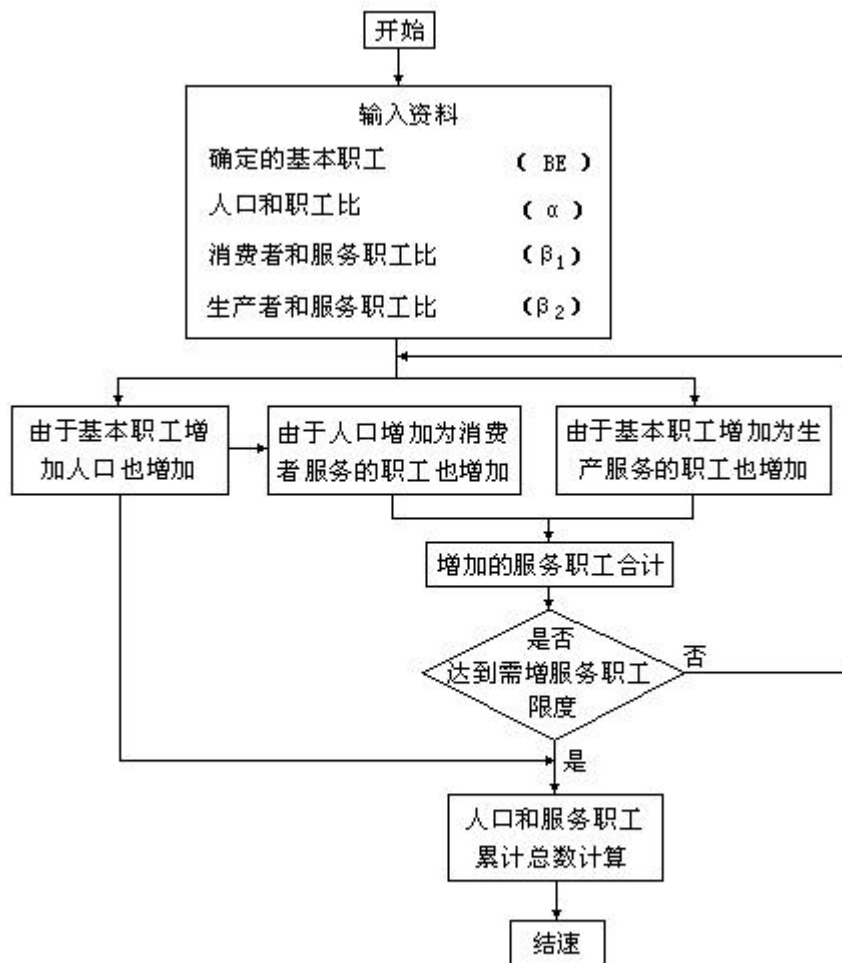 开始
输入资料
确定的基本职工 ( BE )
人口和职工比 ( α )
消费者和服务职工比 (β1)
生产者和服务职工比 (β2)
由于基本职工增
加人口也增加
由于人口增加为消费
者服务的职工也增加
由于基本职工增加为生
产服务的职工也增加
增加的服务职工合计
是否
达到需增服务职工
限度
否
是
人口和服务职工
累计总数计算
结速